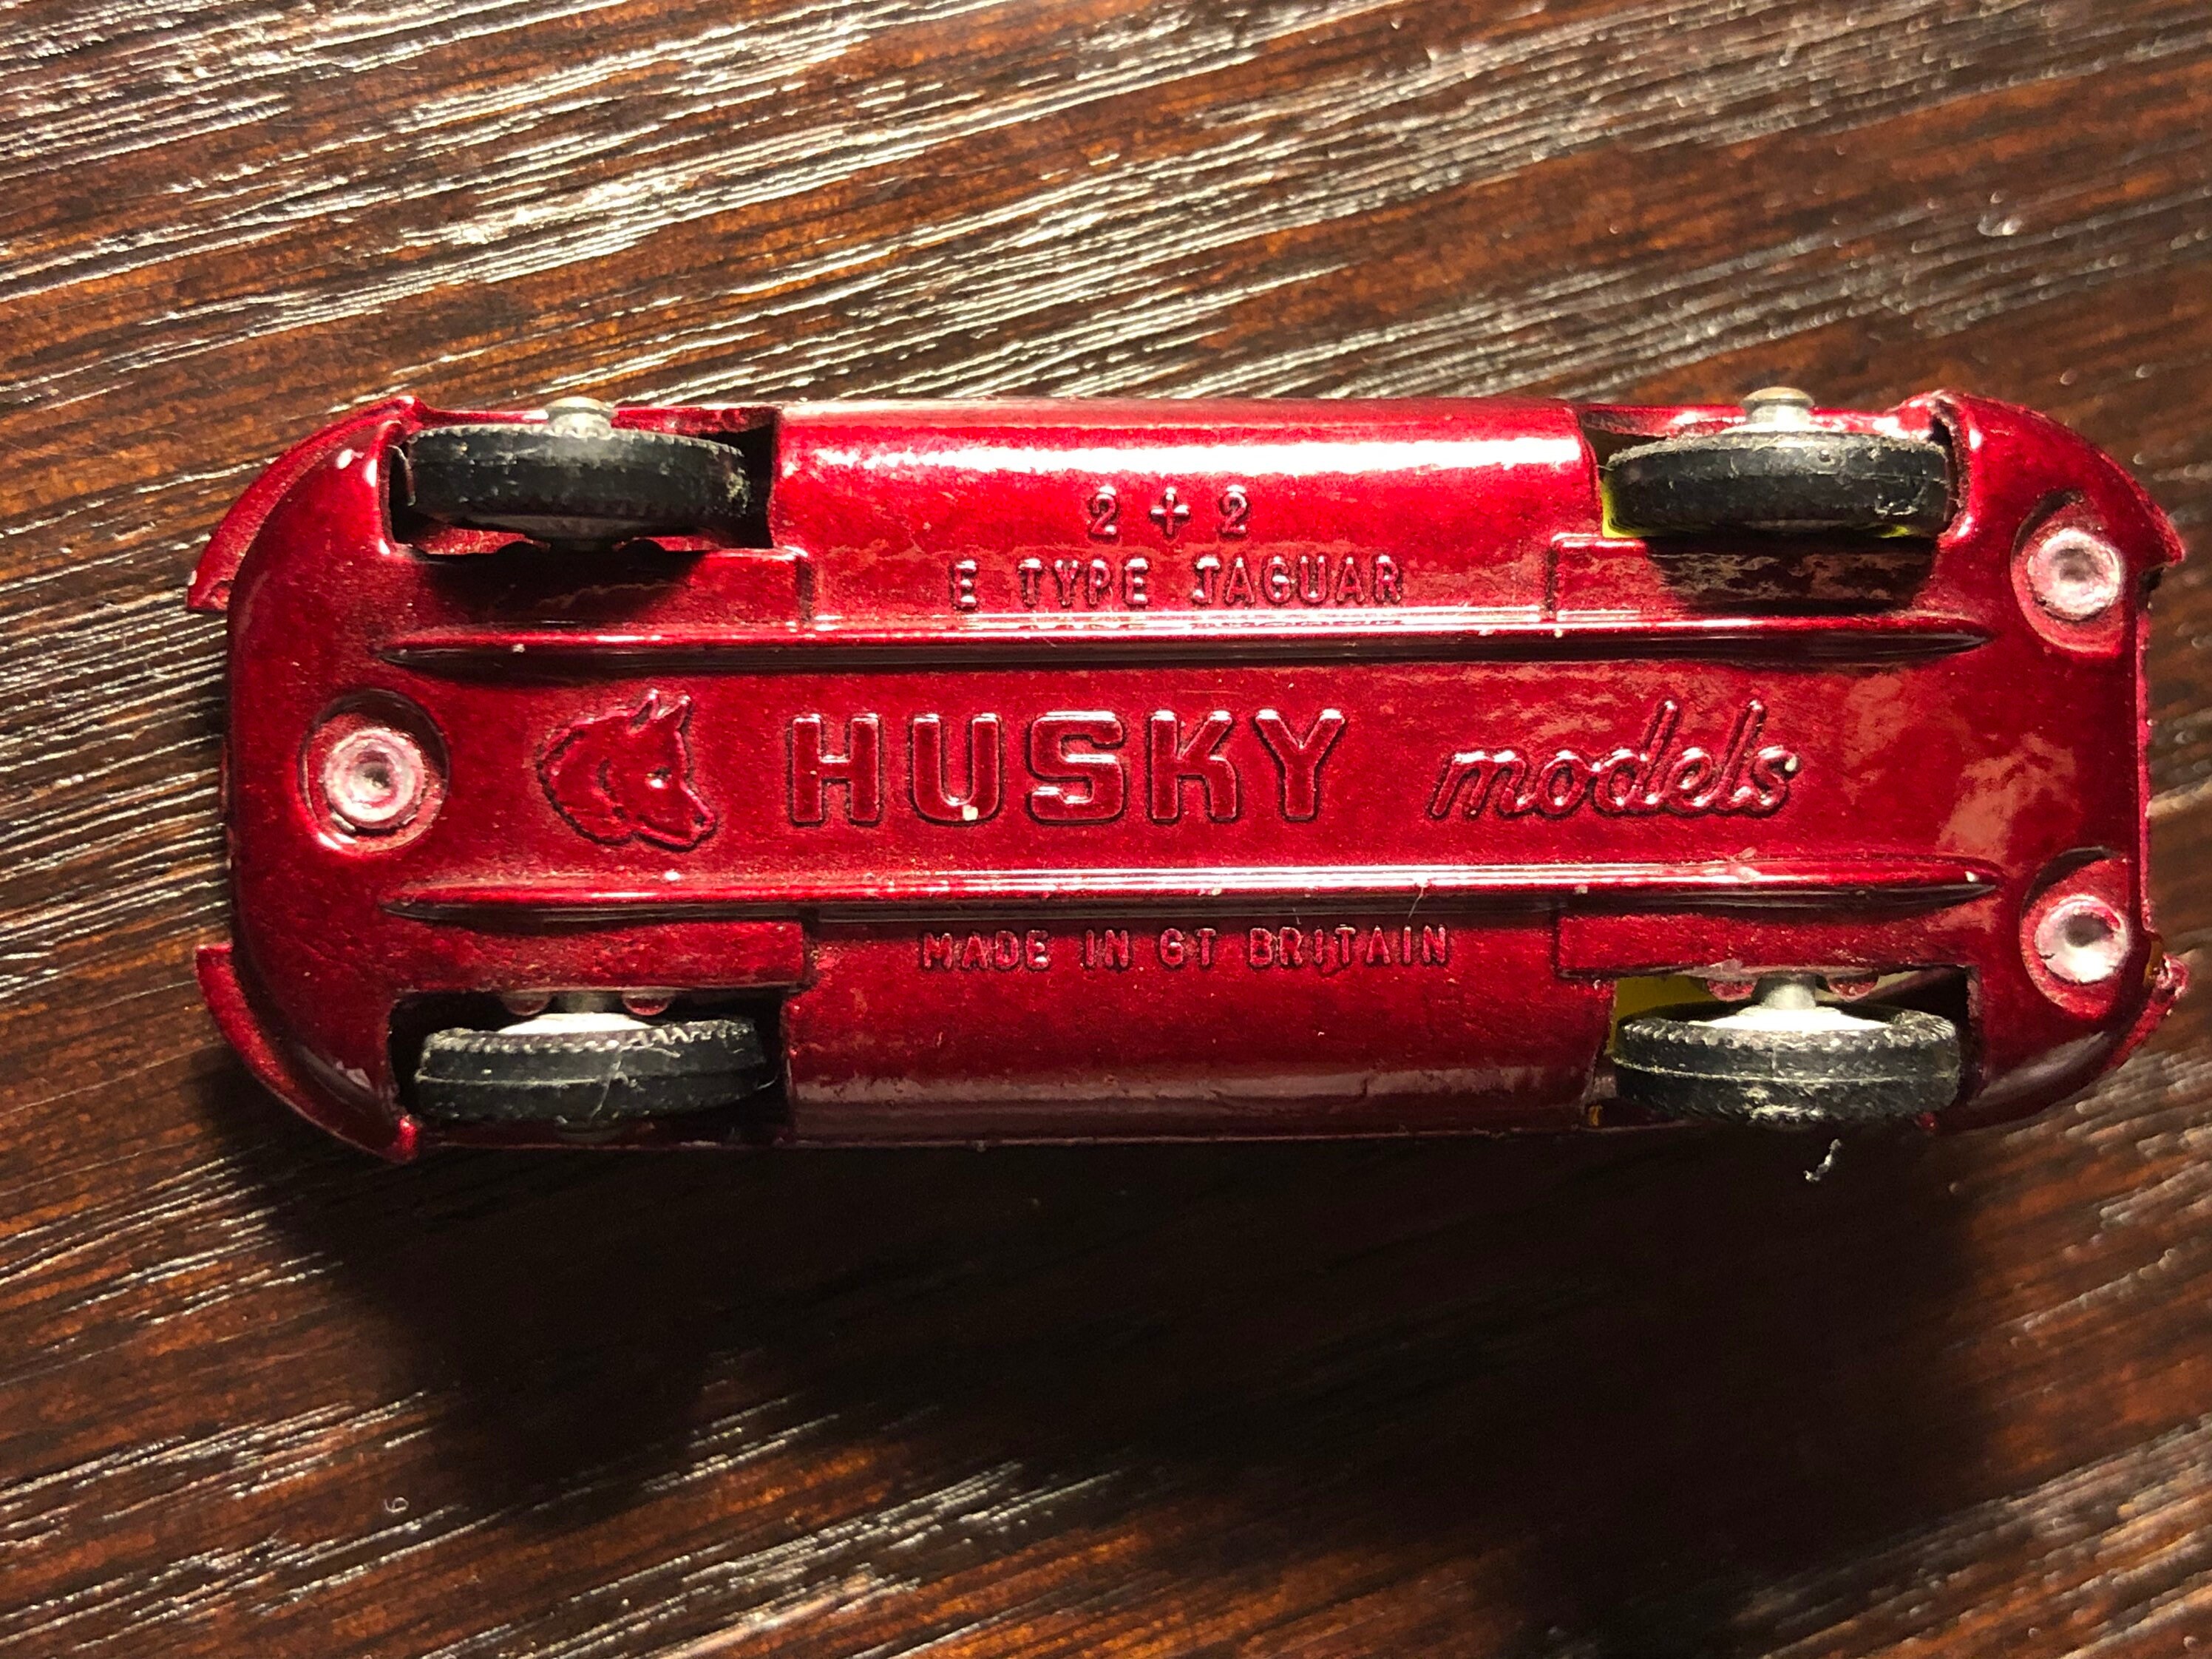 2 + 2
E TYPE JAGUAR
HUSKY models
MADE IN GT BRITAIN